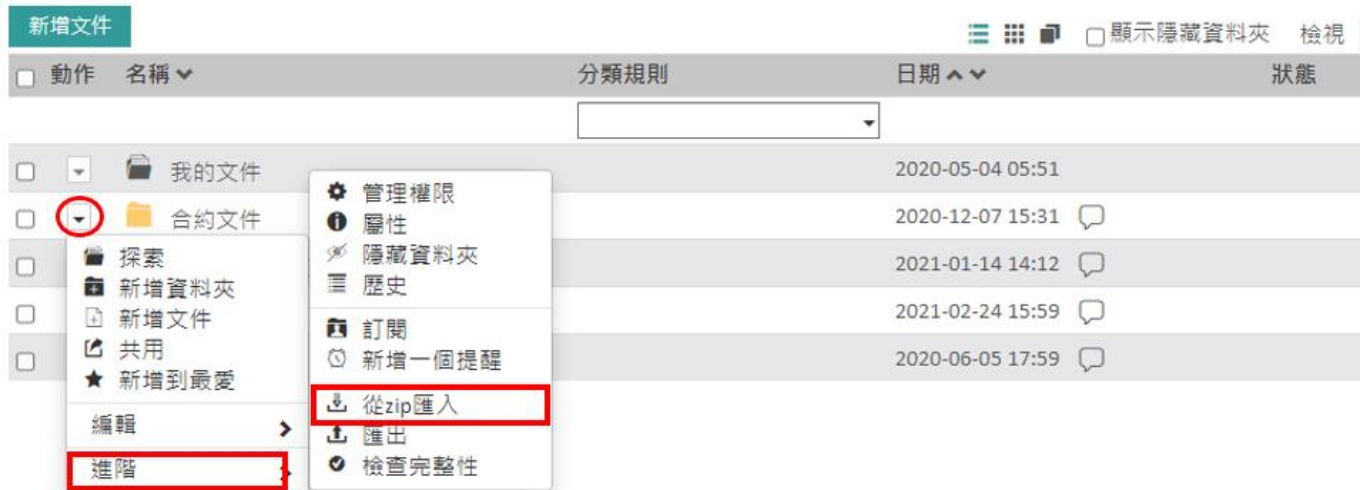 新增文件
顯示隱藏資料夾 檢視
動作 名稱 分類規則 日期 狀態
我的文件 2020-05-04 05:51
合約文件 2020-12-07 15:31
2021-01-14 14:12
2021-02-24 15:59
2020-06-05 17:59
探索
新增資料夾
新增文件
共用
新增到最愛
編輯
進階
管理權限
屬性
隱藏資料夾
歷史
訂閱
新增一個提醒
從zip匯入
匯出
檢查完整性